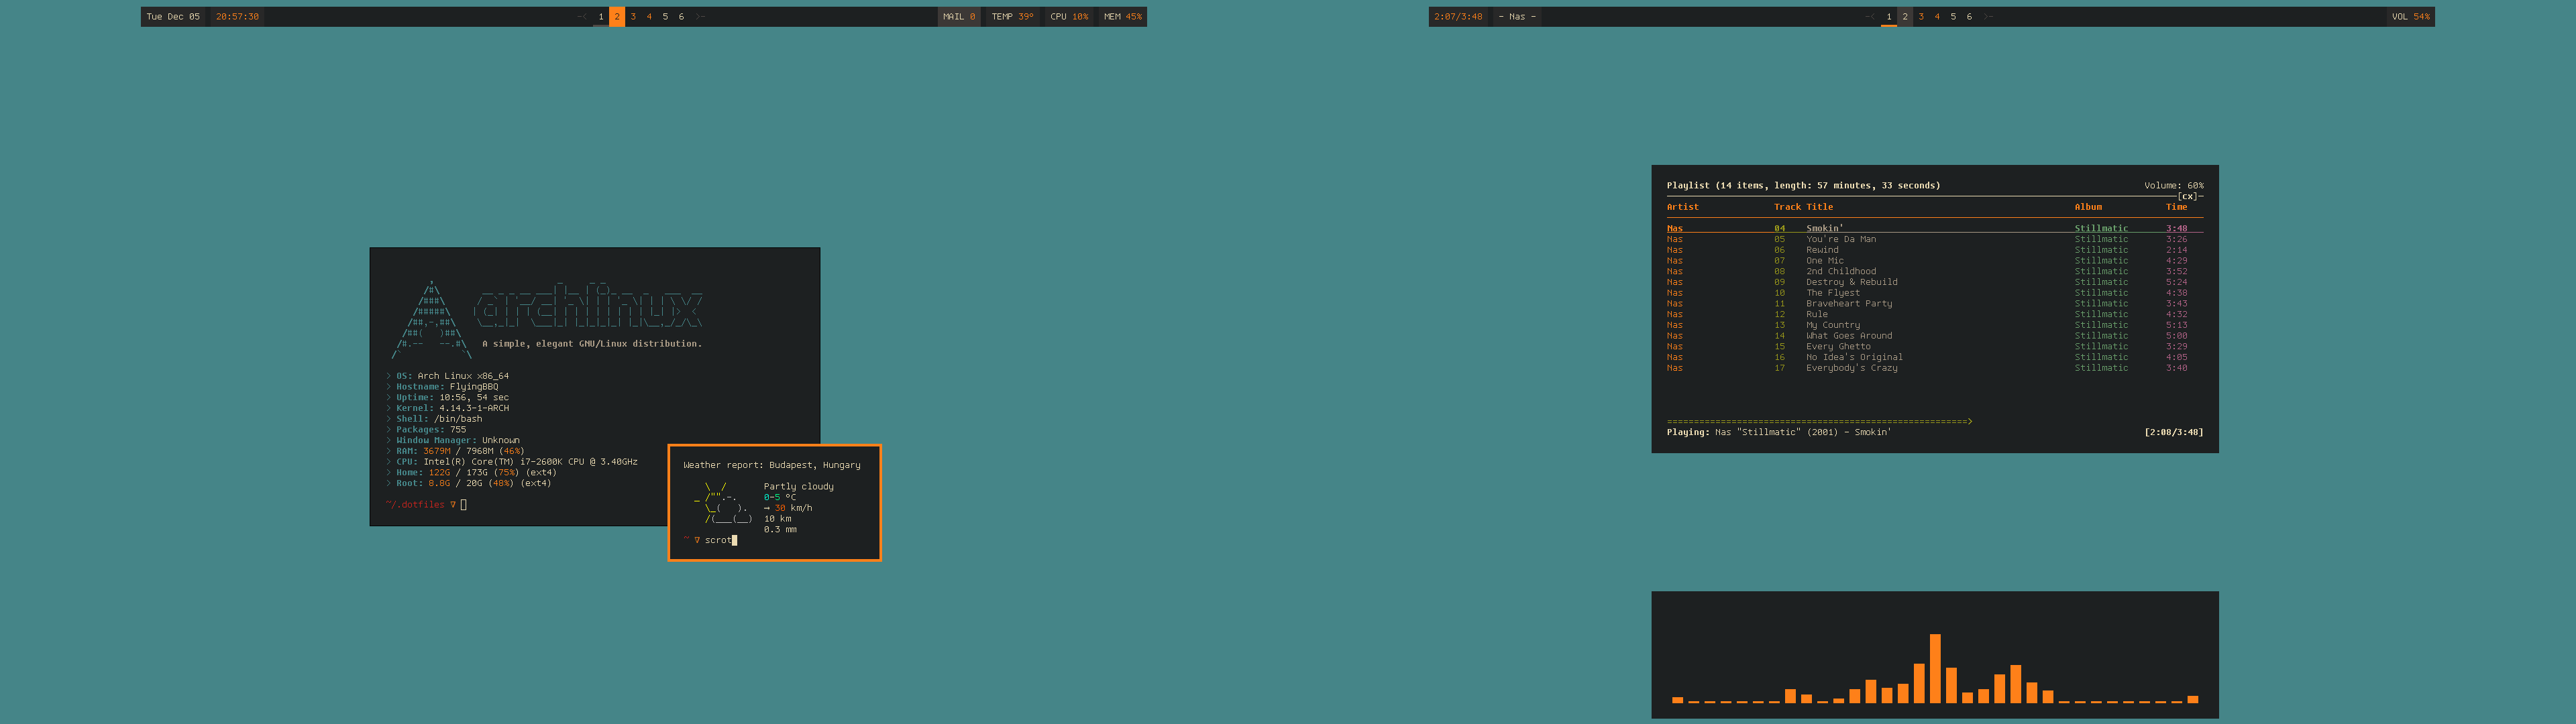 Tue Dec 05 20:57:30 -< 1 2 3 4 5 6 >- MAIL 0 TEMP 39° CPU 10% MEM 45%
2:07/3:48 - Nas - -< 1 2 3 4 5 6 >- VOL 54%
A simple, elegant GNU/Linux distribution.
> OS: Arch Linux x86_64
> Hostname: FlyingBBQ
> Uptime: 10:56, 54 sec
> Kernel: 4.14.3-1-ARCH
> Shell: /bin/bash
> Packages: 755
> Window Manager: Unknown
> RAM: 3679M / 7968M (46%)
> CPU: Intel(R) Core(TM) i7-2600K CPU @ 3.40GHz
> Home: 122G / 173G (75%) (ext4)
> Root: 8.8G / 20G (48%) (ext4)
~/.dotfiles ∇
Weather report: Budapest, Hungary
Partly cloudy
0-5 °C
→ 30 km/h
10 km
0.3 mm
~ ∇ scrot
Playlist (14 items, length: 57 minutes, 33 seconds) Volume: 60%
[cx]
Artist Track Title Album Time
Nas 04 Smokin' Stillmatic 3:48
Nas 05 You're Da Man Stillmatic 3:26
Nas 06 Rewind Stillmatic 2:14
Nas 07 One Mic Stillmatic 4:29
Nas 08 2nd Childhood Stillmatic 3:52
Nas 09 Destroy & Rebuild Stillmatic 5:24
Nas 10 The Flyest Stillmatic 4:38
Nas 11 Braveheart Party Stillmatic 3:43
Nas 12 Rule Stillmatic 4:32
Nas 13 My Country Stillmatic 5:13
Nas 14 What Goes Around Stillmatic 5:00
Nas 15 Every Ghetto Stillmatic 3:29
Nas 16 No Idea's Original Stillmatic 4:05
Nas 17 Everybody's Crazy Stillmatic 3:40
Playing: Nas "Stillmatic" (2001) - Smokin' [2:08/3:48]